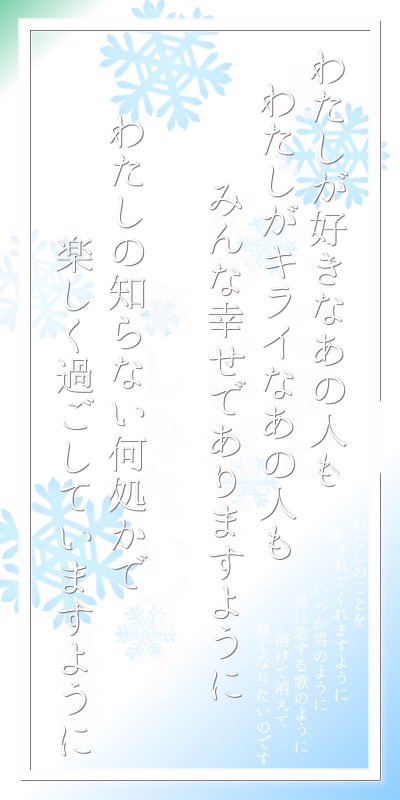 わたしが好きなあの人も
わたしがキライなあの人も
みんな幸せでありますように
わたしの知らない何処かで
楽しく過ごしていますように
わたしのことを
わすれてくれますように
いつか雪のように
夏に恋する歌のように
溶けて消えて
無くなりたいのです